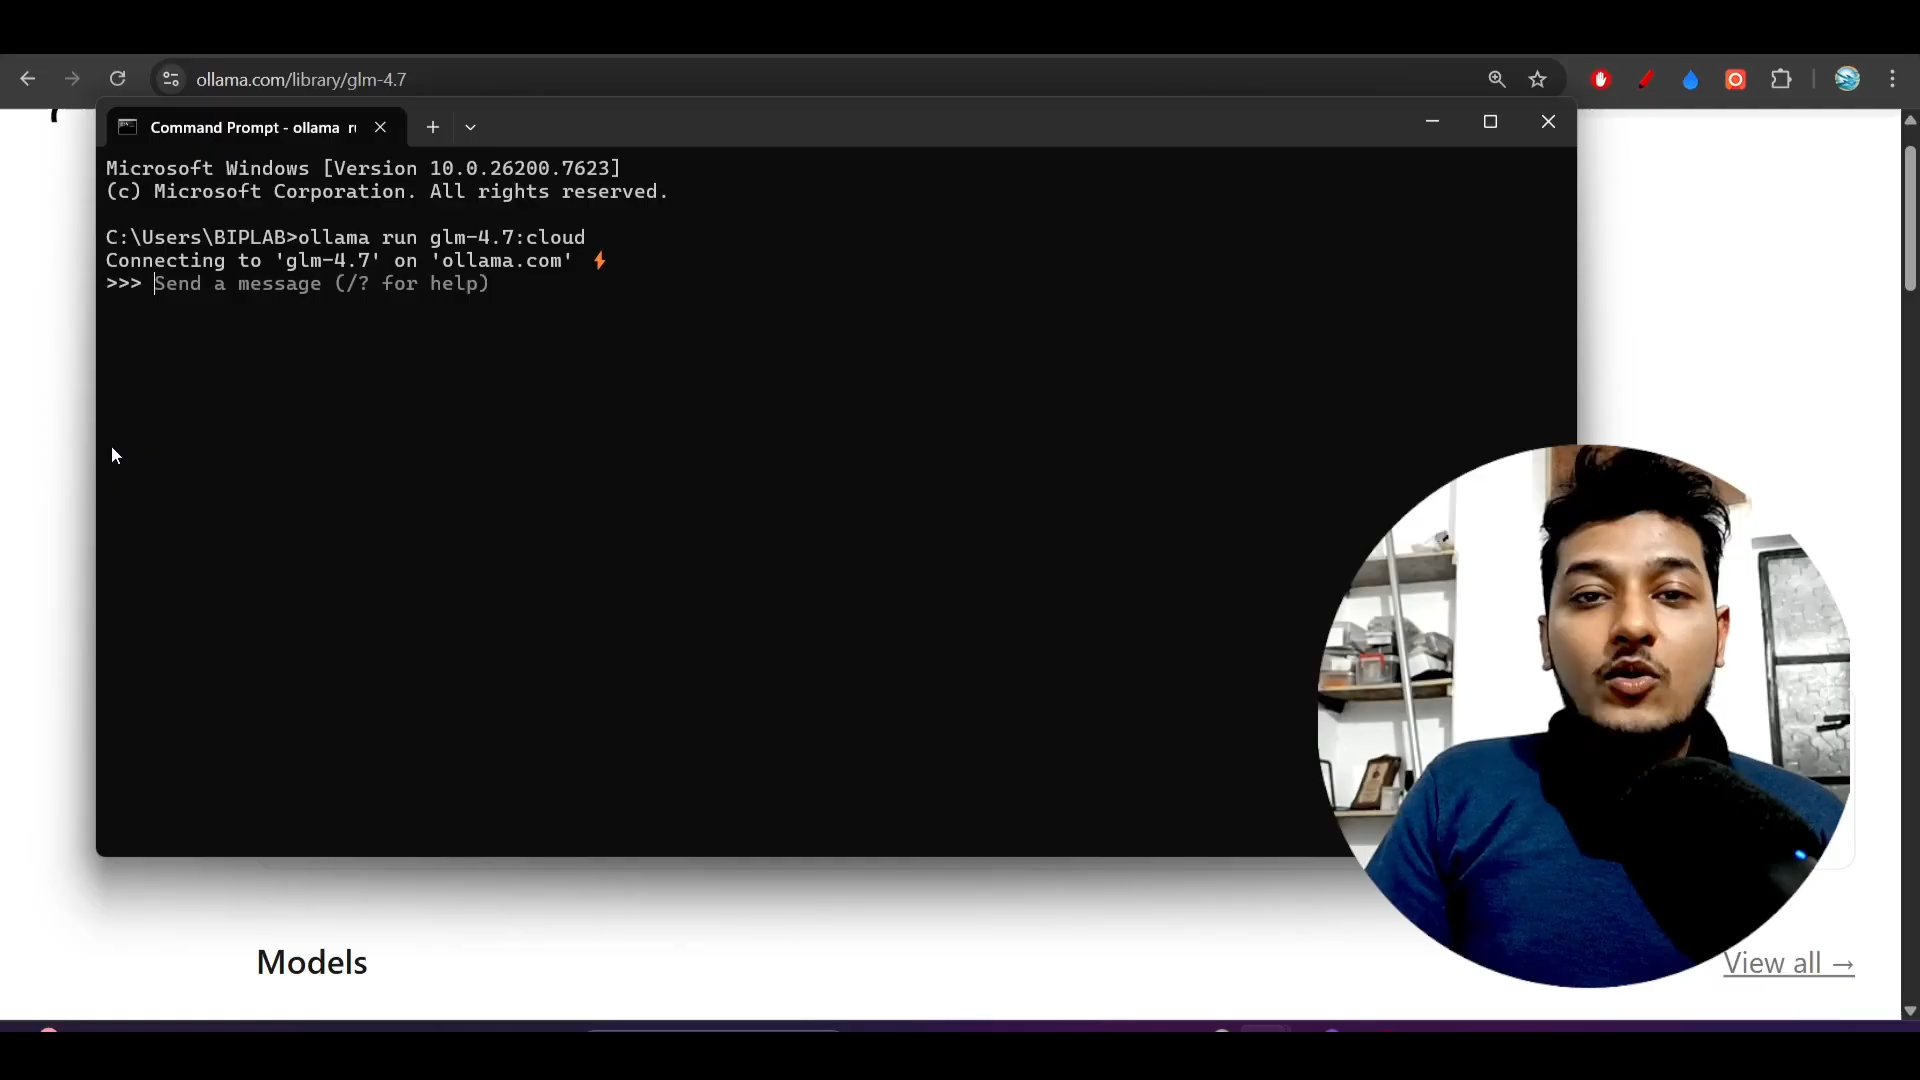 ollama.com/library/glm-4.7
Command Prompt - ollama r
Microsoft Windows [Version 10.0.26200.7623]
(c) Microsoft Corporation. All rights reserved.
C:\Users\BIPLAB>ollama run glm-4.7:cloud
Connecting to 'glm-4.7' on 'ollama.com' ⚡
>>> Send a message (/? for help)
Models
View all →